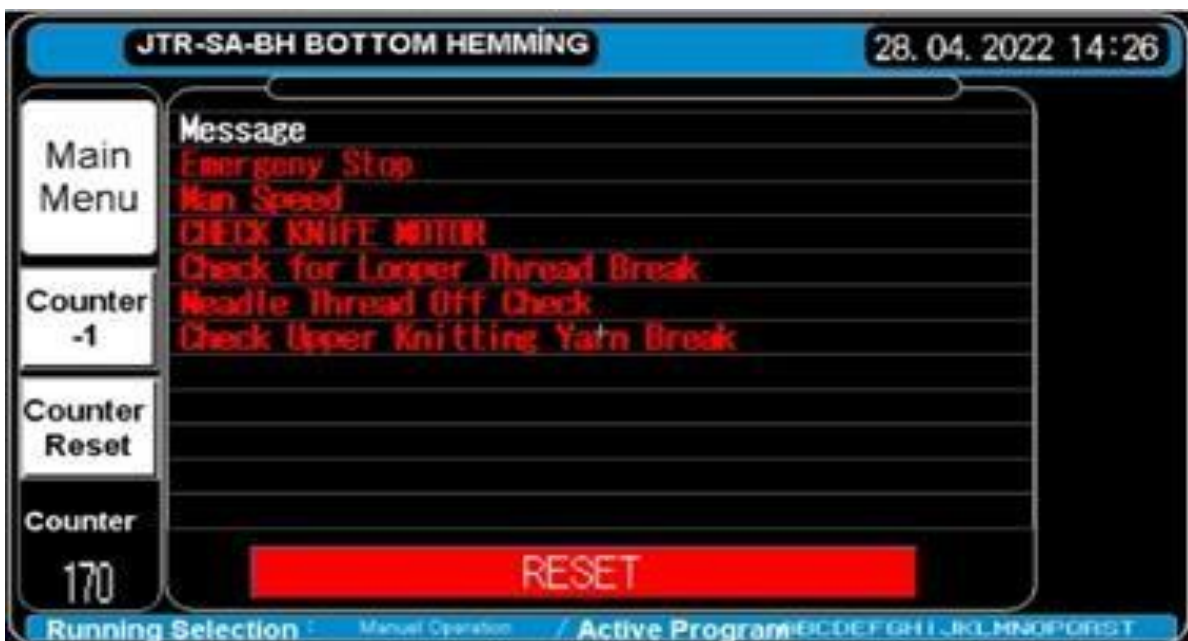 JTR-SA-BH BOTTOM HEMMİNG
28. 04. 2022 14:26
Main
Menu
Counter
-1
Counter
Reset
Counter
170
Message
Emergeny Stop
Man Speed
CHECK KNiFE MOTOR
Check for Looper Thread Break
Neadle Thread Off Check
Check Upper Knitting Yarn Break
RESET
Running Selection : Manuel Operation / Active Program ABCDEFGHIJKLMNOPQRST